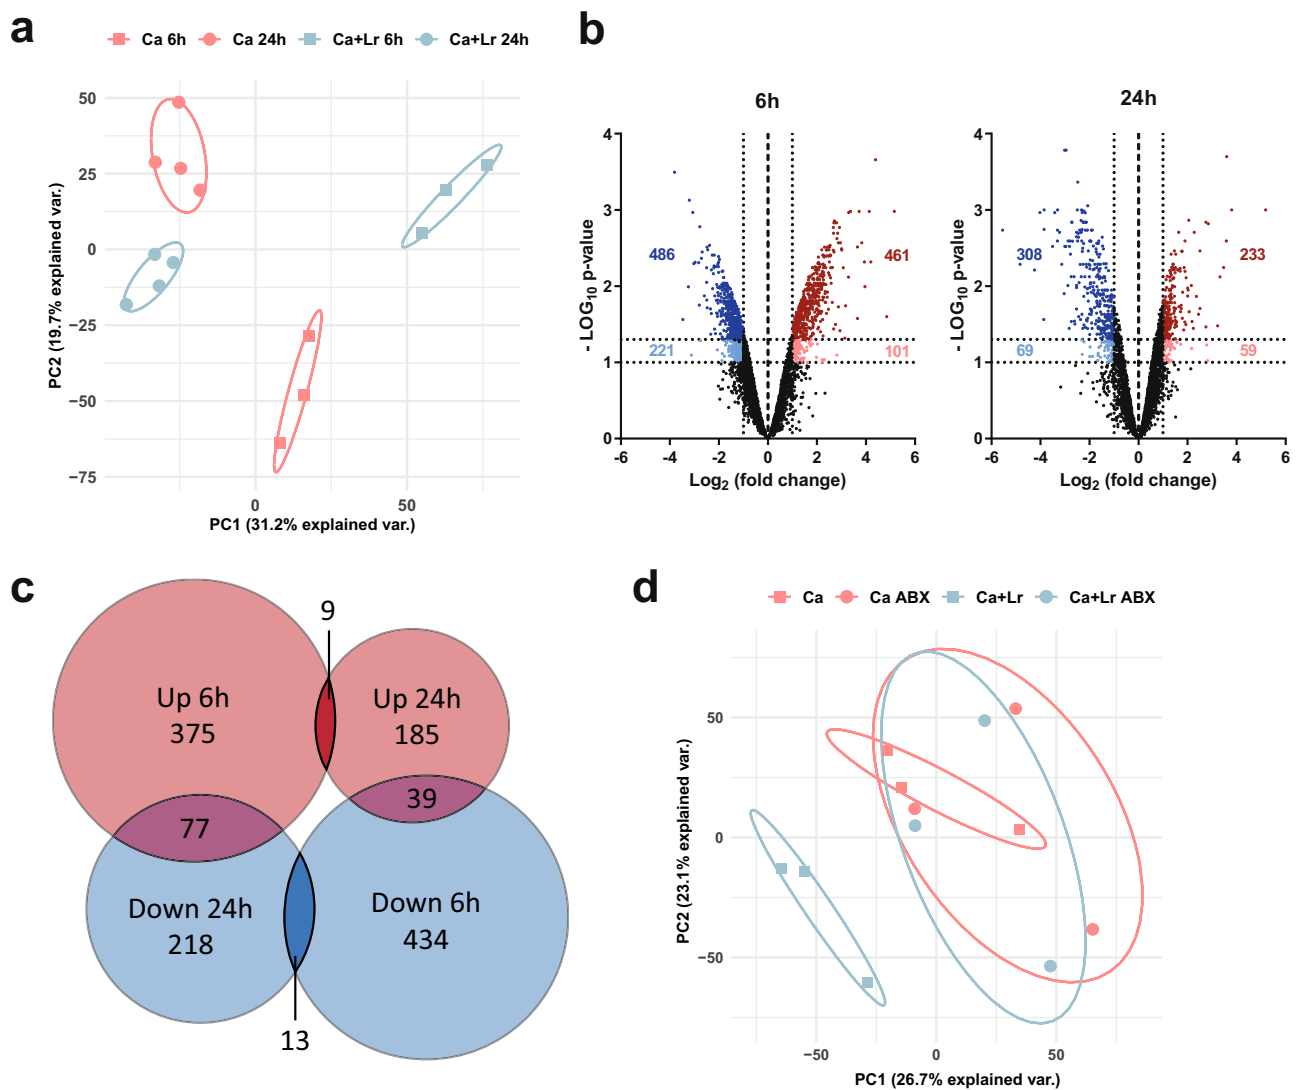 a
Ca 6h Ca 24h Ca+Lr 6h Ca+Lr 24h
50
25
0
−25
−50
−75
0 50
PC1 (31.2% explained var.)
PC2 (19.7% explained var.)
b
6h
4
3
2
1
0
486
461
221
101
-6 -4 -2 0 2 4 6
Log2 (fold change)
- LOG10 p-value
24h
4
3
2
1
0
308
233
69
59
-6 -4 -2 0 2 4 6
Log2 (fold change)
- LOG10 p-value
c
9
Up 6h
375
Up 24h
185
39
77
Down 24h
218
Down 6h
434
13
d
Ca Ca ABX Ca+Lr Ca+Lr ABX
50
0
−50
−50 0 50
PC1 (26.7% explained var.)
PC2 (23.1% explained var.)